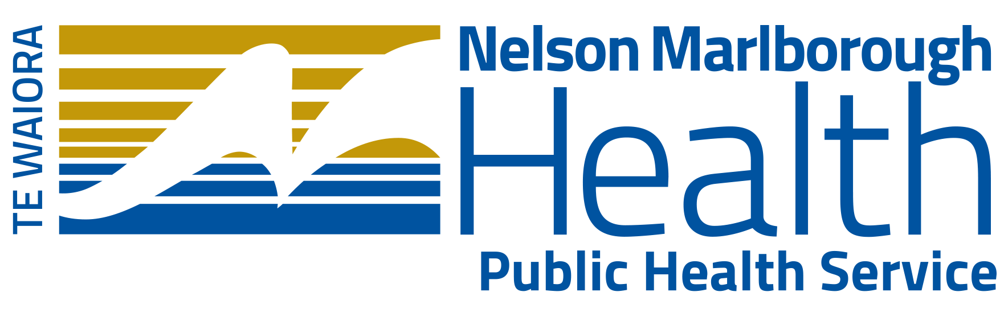 TE WAIORA
Nelson Marlborough
Health
Public Health Service